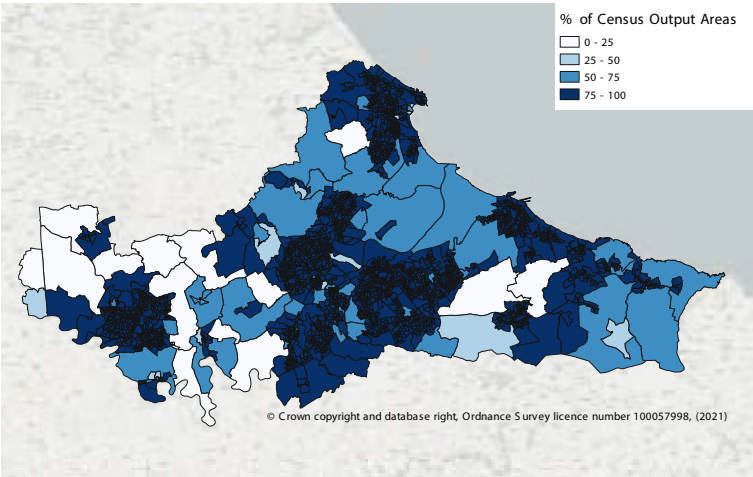 % of Census Output Areas
0 - 25
25 - 50
50 - 75
75 - 100
© Crown copyright and database right, Ordnance Survey licence number 100057998, (2021)